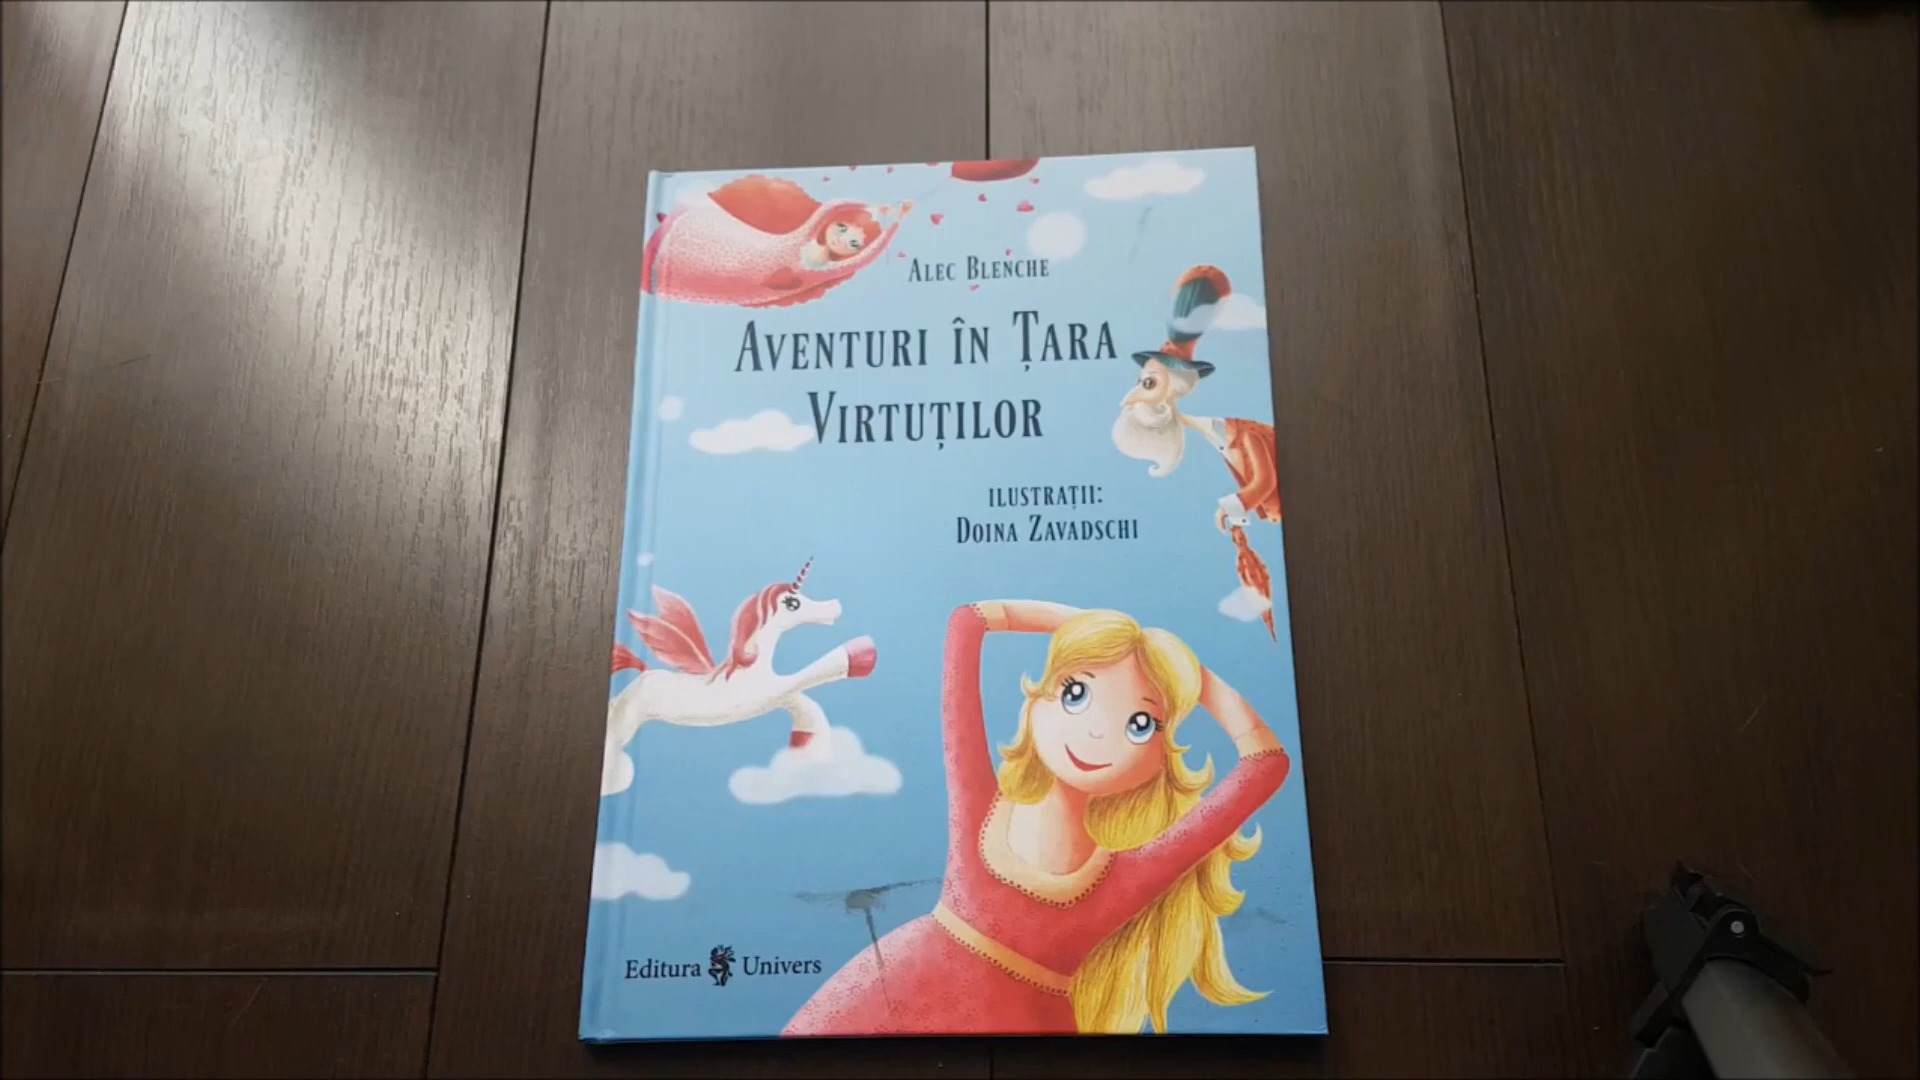 Alec Blenche
Aventuri în Țara
Virtuților
ilustrații:
Doina Zavadschi
Editura Univers